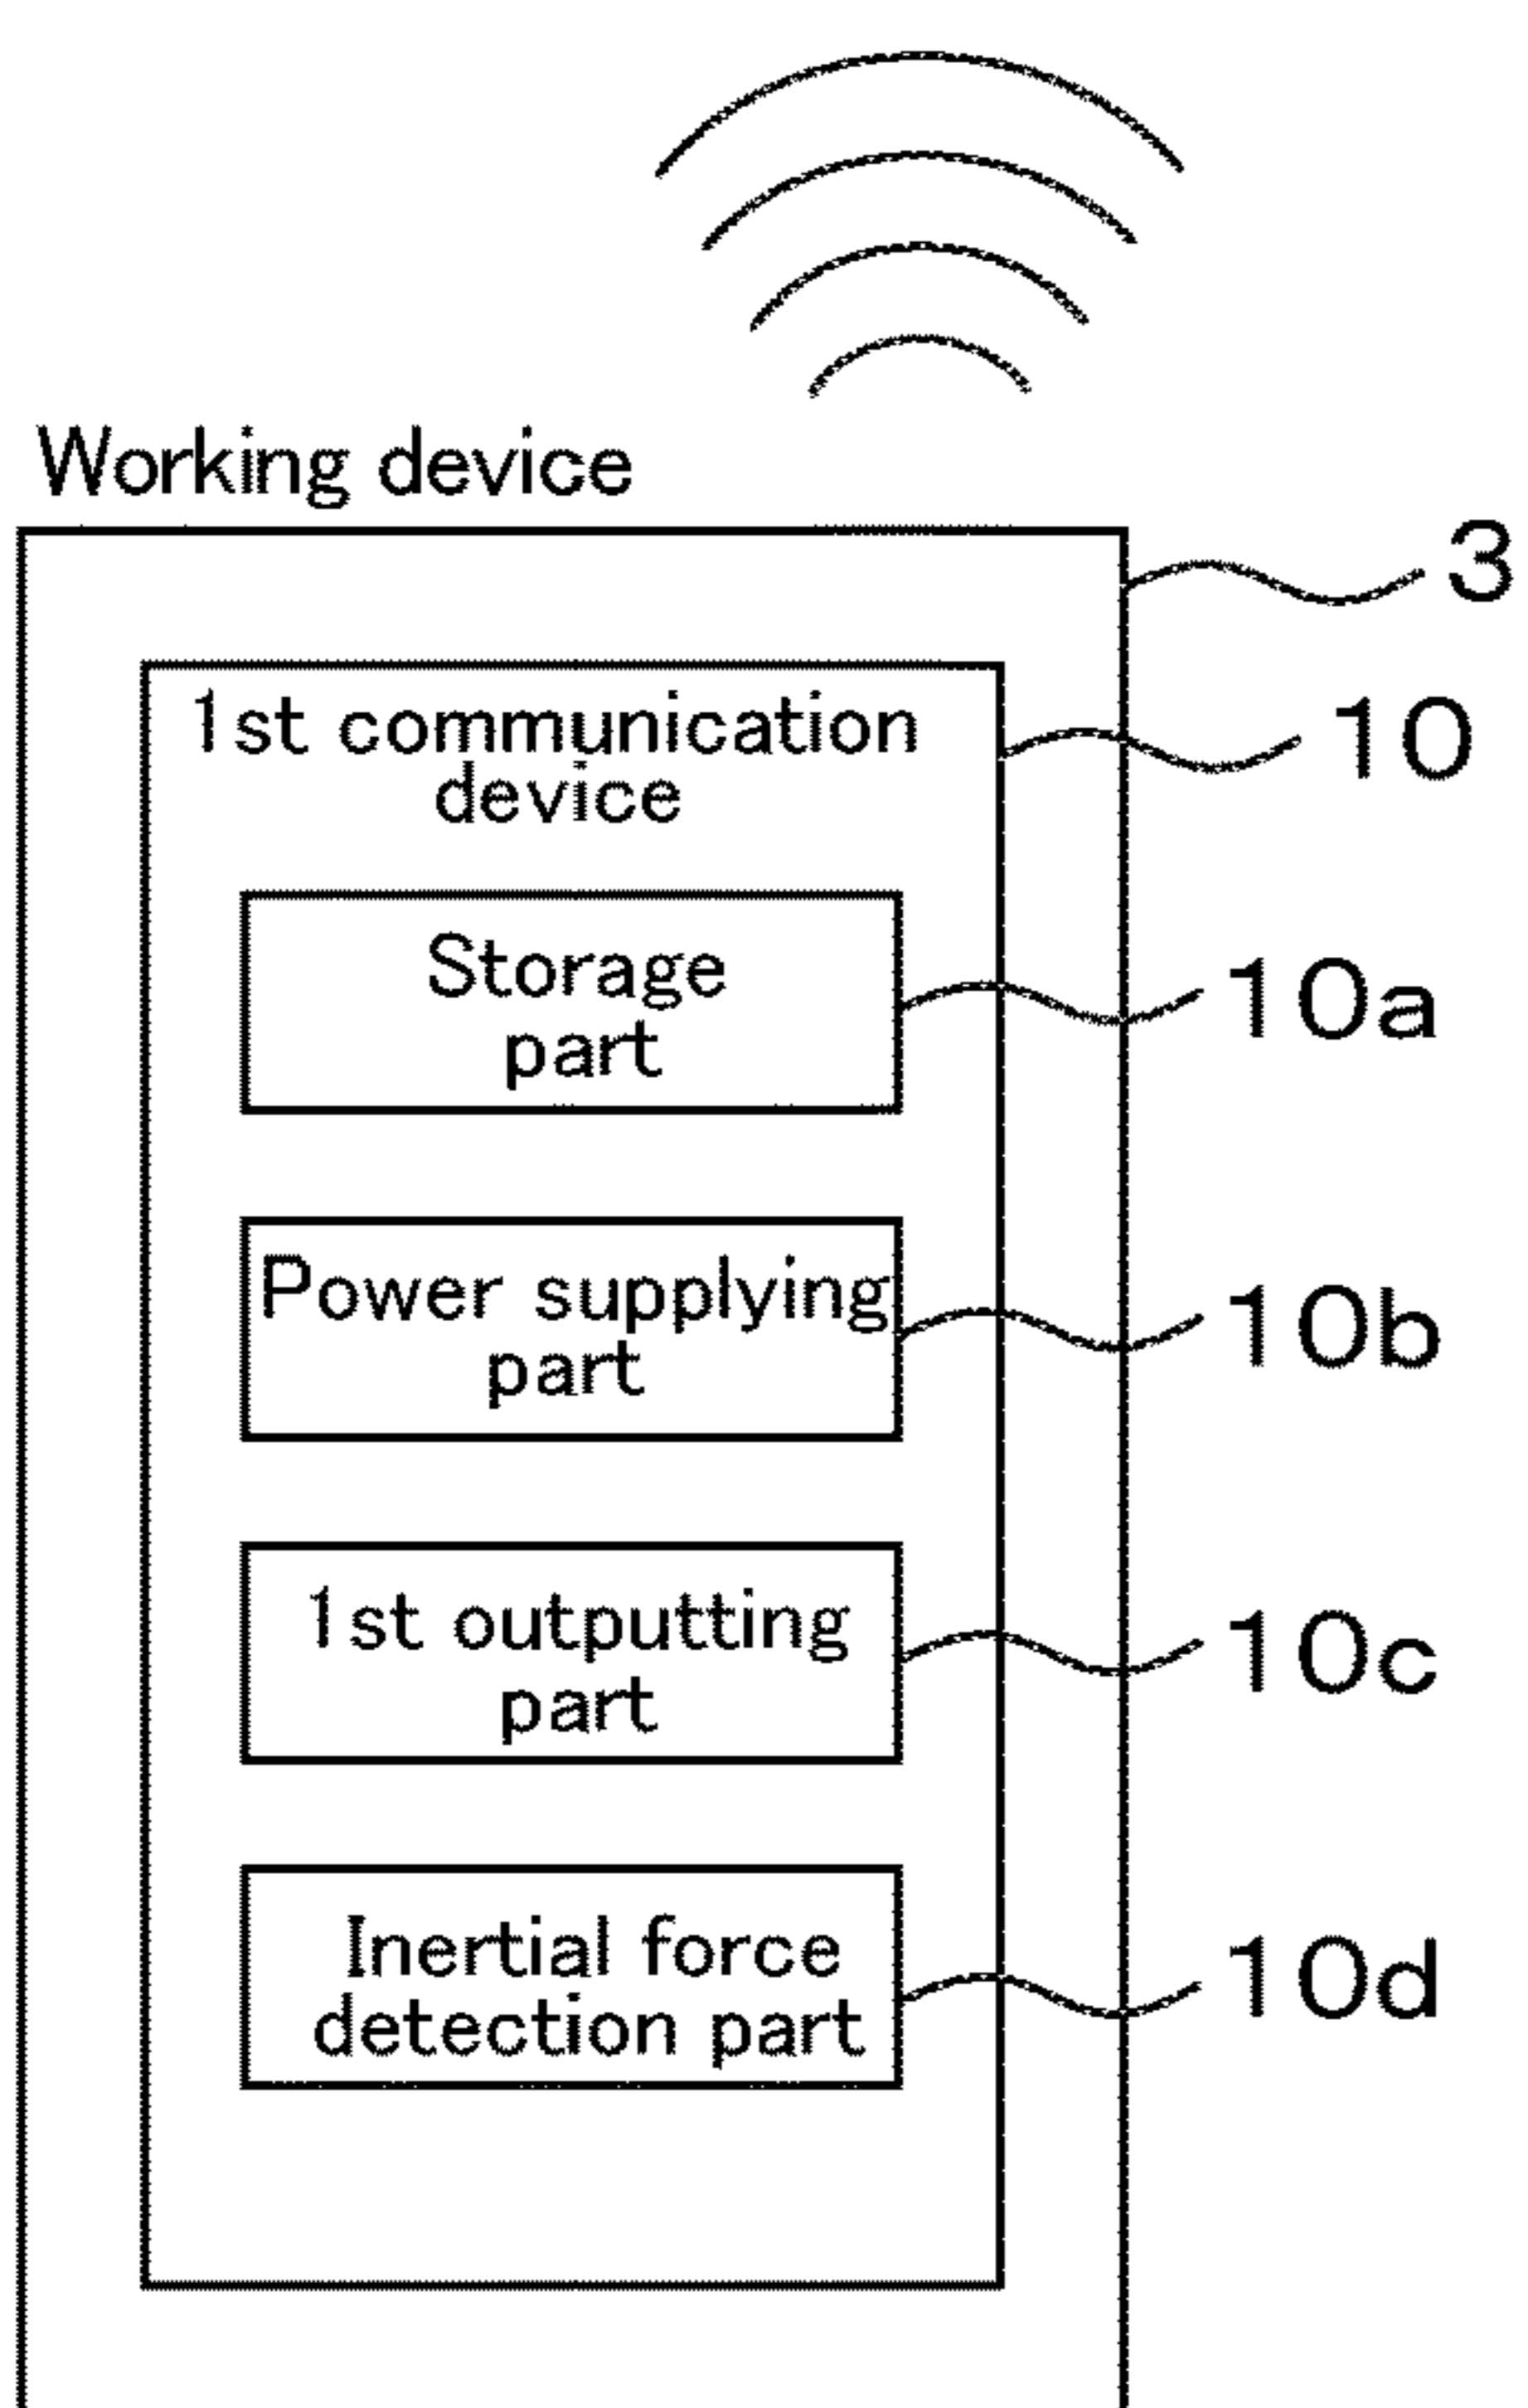 Working device
3
1st communication
device
10
Storage
part
10a
Power supplying
part
10b
1st outputting
part
10c
Inertial force
detection part
10d